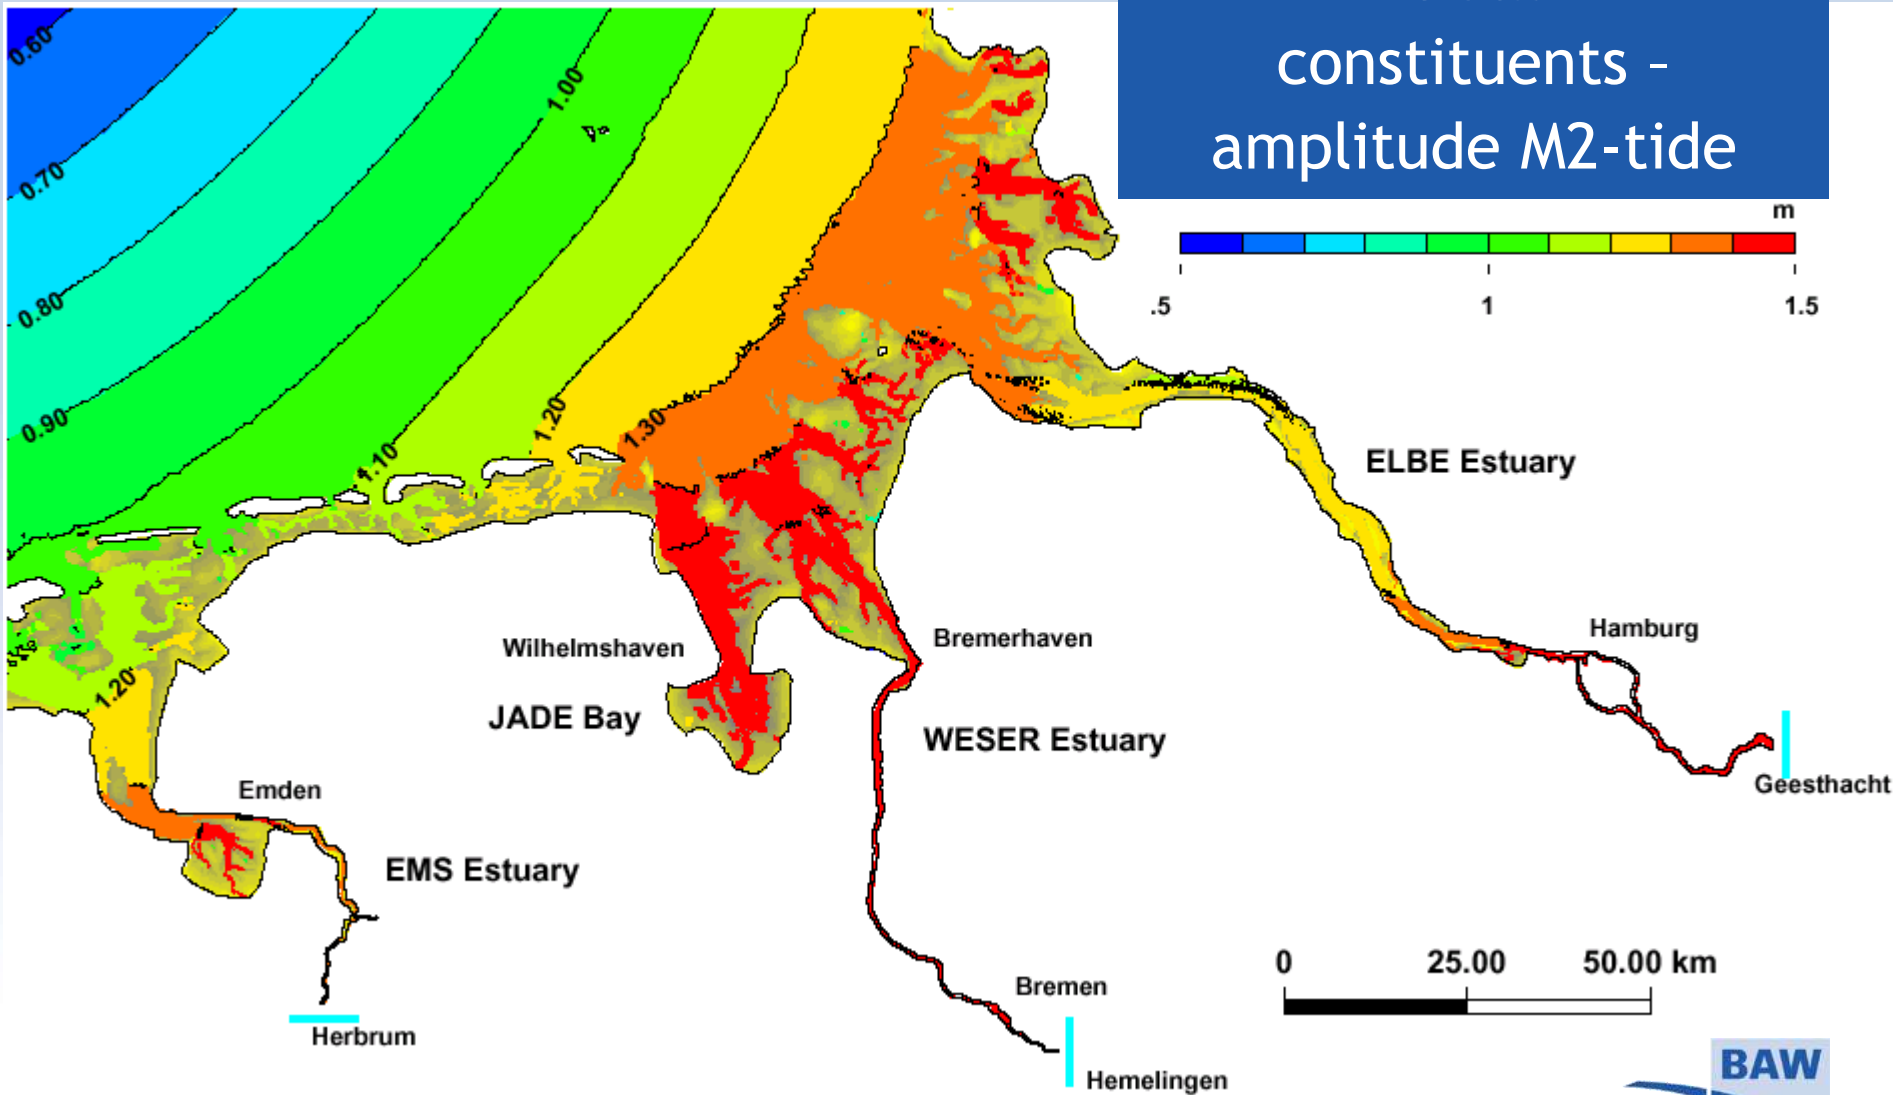 constituents –
amplitude M2-tide
m
.5 1 1.5
0.60
0.70
0.80
0.90
1.00
1.10
1.20
1.30
1.20
ELBE Estuary
Hamburg
Geesthacht
Wilhelmshaven
JADE Bay
Bremerhaven
WESER Estuary
Emden
EMS Estuary
Herbrum
Bremen
Hemelingen
0 25.00 50.00 km
BAW